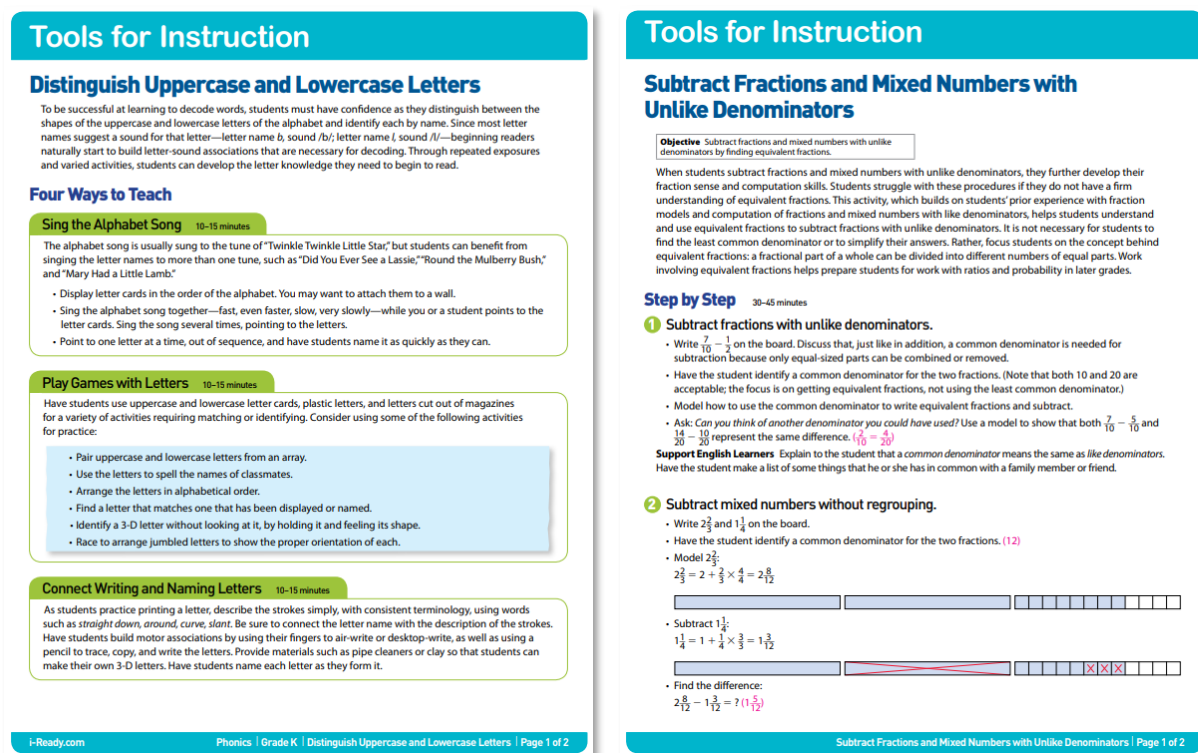 Tools for Instruction
Distinguish Uppercase and Lowercase Letters
To be successful at learning to decode words, students must have confidence as they distinguish between the
shapes of the uppercase and lowercase letters of the alphabet and identify each by name. Since most letter
names suggest a sound for that letter—letter name b, sound /b/; letter name l, sound /l/—beginning readers
naturally start to build letter-sound associations that are necessary for decoding. Through repeated exposures
and varied activities, students can develop the letter knowledge they need to begin to read.
Four Ways to Teach
Sing the Alphabet Song 10–15 minutes
The alphabet song is usually sung to the tune of "Twinkle Twinkle Little Star," but students can benefit from
singing the letter names to more than one tune, such as "Did You Ever See a Lassie," "Round the Mulberry Bush,"
and "Mary Had a Little Lamb."
• Display letter cards in the order of the alphabet. You may want to attach them to a wall.
• Sing the alphabet song together—fast, even faster, slow, very slowly—while you or a student points to the
letter cards. Sing the song several times, pointing to the letters.
• Point to one letter at a time, out of sequence, and have students name it as quickly as they can.
Play Games with Letters 10–15 minutes
Have students use uppercase and lowercase letter cards, plastic letters, and letters cut out of magazines
for a variety of activities requiring matching or identifying. Consider using some of the following activities
for practice:
• Pair uppercase and lowercase letters from an array.
• Use the letters to spell the names of classmates.
• Arrange the letters in alphabetical order.
• Find a letter that matches one that has been displayed or named.
• Identify a 3-D letter without looking at it, by holding it and feeling its shape.
• Race to arrange jumbled letters to show the proper orientation of each.
Connect Writing and Naming Letters 10–15 minutes
As students practice printing a letter, describe the strokes simply, with consistent terminology, using words
such as straight down, around, curve, slant. Be sure to connect the letter name with the description of the strokes.
Have students build motor associations by using their fingers to air-write or desktop-write, as well as using a
pencil to trace, copy, and write the letters. Provide materials such as pipe cleaners or clay so that students can
make their own 3-D letters. Have students name each letter as they form it.
i-Ready.com Phonics | Grade K | Distinguish Uppercase and Lowercase Letters | Page 1 of 2
Tools for Instruction
Subtract Fractions and Mixed Numbers with
Unlike Denominators
Objective Subtract fractions and mixed numbers with unlike
denominators by finding equivalent fractions.
When students subtract fractions and mixed numbers with unlike denominators, they further develop their
fraction sense and computation skills. Students struggle with these procedures if they do not have a firm
understanding of equivalent fractions. This activity, which builds on students' prior experience with fraction
models and computation of fractions and mixed numbers with like denominators, helps students understand
and use equivalent fractions to subtract fractions with unlike denominators. It is not necessary for students to
find the least common denominator or to simplify their answers. Rather, focus students on the concept behind
equivalent fractions: a fractional part of a whole can be divided into different numbers of equal parts. Work
involving equivalent fractions helps prepare students for work with ratios and probability in later grades.
Step by Step 30–45 minutes
1 Subtract fractions with unlike denominators.
• Write 7/10 − 1/2 on the board. Discuss that, just like in addition, a common denominator is needed for
subtraction because only equal-sized parts can be combined or removed.
• Have the student identify a common denominator for the two fractions. (Note that both 10 and 20 are
acceptable; the focus is on getting equivalent fractions, not using the least common denominator.)
• Model how to use the common denominator to write equivalent fractions and subtract.
• Ask: Can you think of another denominator you could have used? Use a model to show that both 7/10 − 5/10 and
14/20 − 10/20 represent the same difference. (2/10 = 4/20)
Support English Learners Explain to the student that a common denominator means the same as like denominators.
Have the student make a list of some things that he or she has in common with a family member or friend.
2 Subtract mixed numbers without regrouping.
• Write 2 2/3 and 1 1/4 on the board.
• Have the student identify a common denominator for the two fractions. (12)
• Model 2 2/3:
2 2/3 = 2 + 2/3 × 4/4 = 2 8/12
• Subtract 1 1/4:
1 1/4 = 1 + 1/4 × 3/3 = 1 3/12
X X X
• Find the difference:
2 8/12 − 1 3/12 = ? (1 5/12)
Subtract Fractions and Mixed Numbers with Unlike Denominators | Page 1 of 2